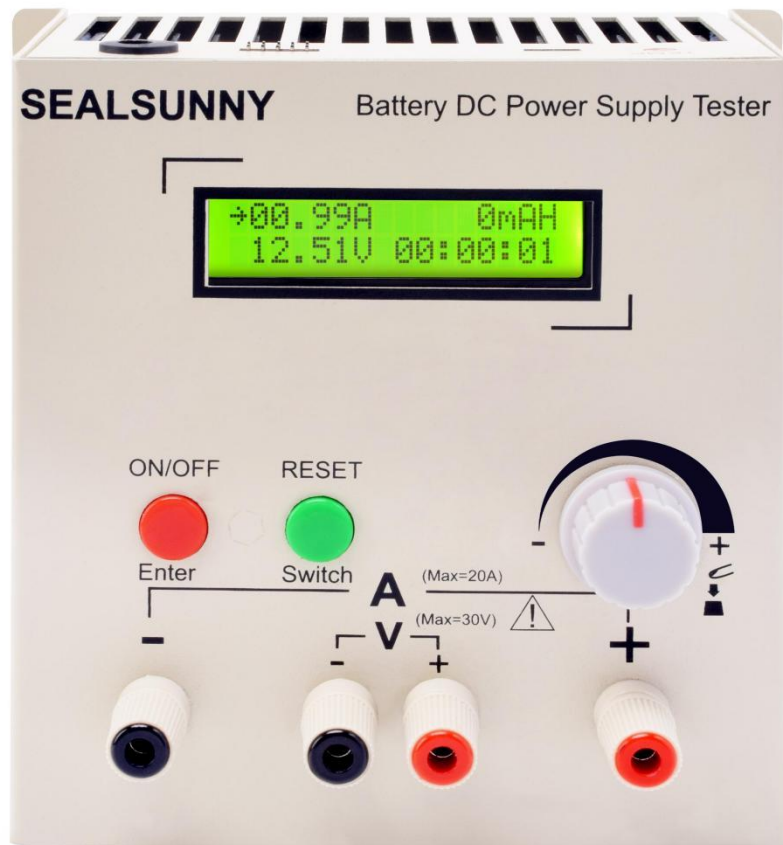 SEALSUNNY Battery DC Power Supply Tester
→00.99A 0mAH
12.51V 00:00:01
ON/OFF RESET
Enter Switch
- +
A (Max=20A)
V (Max=30V)
- - + +